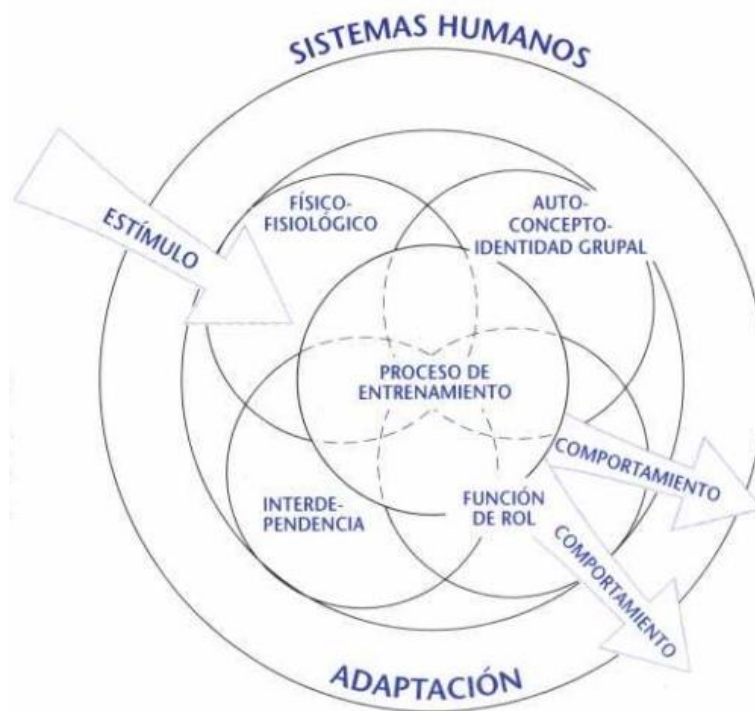 SISTEMAS HUMANOS
ESTÍMULO
FÍSICO-
FISIOLÓGICO
AUTO-
CONCEPTO-
IDENTIDAD GRUPAL
PROCESO DE
ENTRENAMIENTO
COMPORTAMIENTO
INTERDE-
PENDENCIA
FUNCIÓN
DE ROL
COMPORTAMIENTO
ADAPTACIÓN